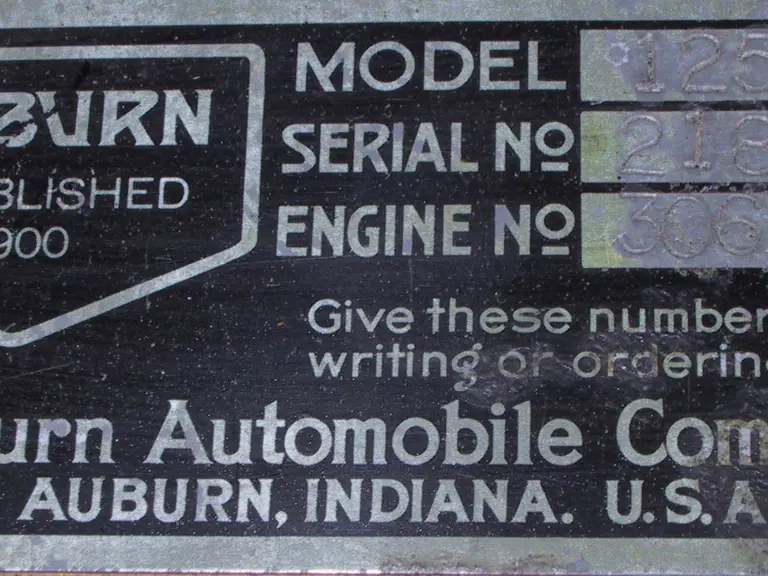 MODEL 125
BURN
SERIAL Nº 218
BLISHED
900
ENGINE Nº 306
Give these number
writing or ordering
urn Automobile Com
AUBURN, INDIANA. U.S.A